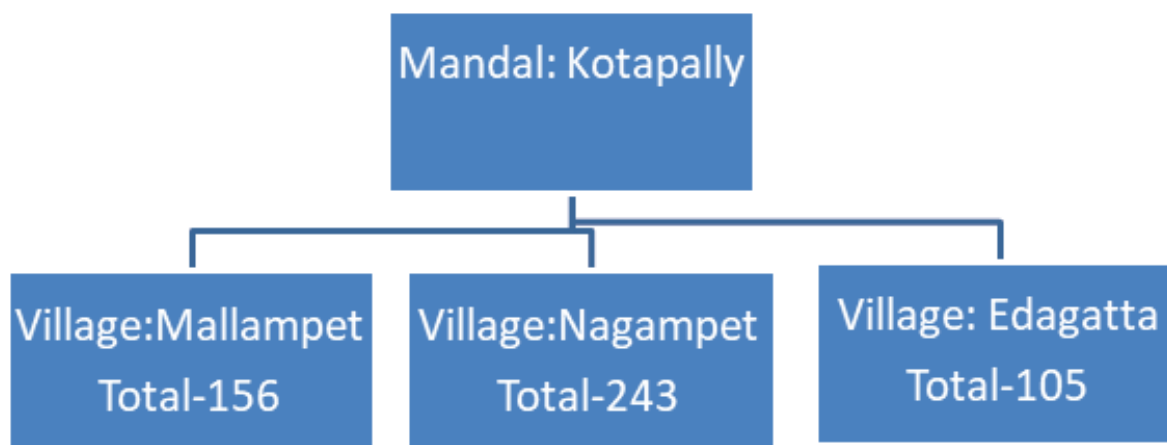 Mandal: Kotapally
Village:Mallampet
Total-156
Village:Nagampet
Total-243
Village: Edagatta
Total-105